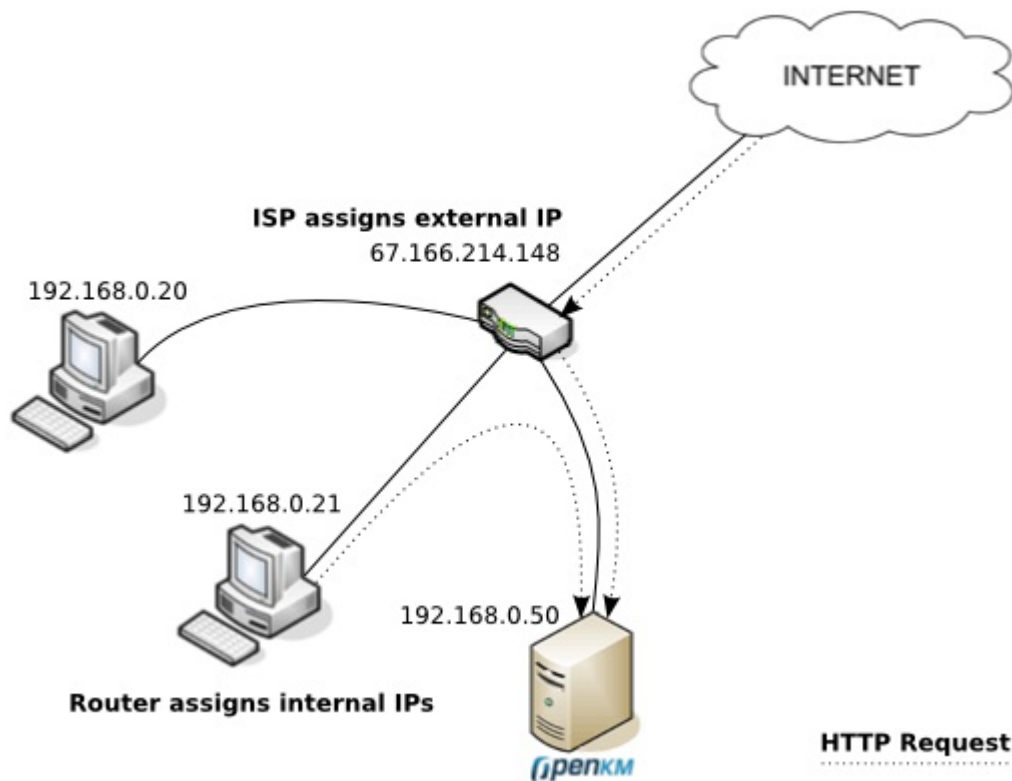 INTERNET
ISP assigns external IP
67.166.214.148
192.168.0.20
192.168.0.21
192.168.0.50
Router assigns internal IPs
HTTP Request
OpenKM